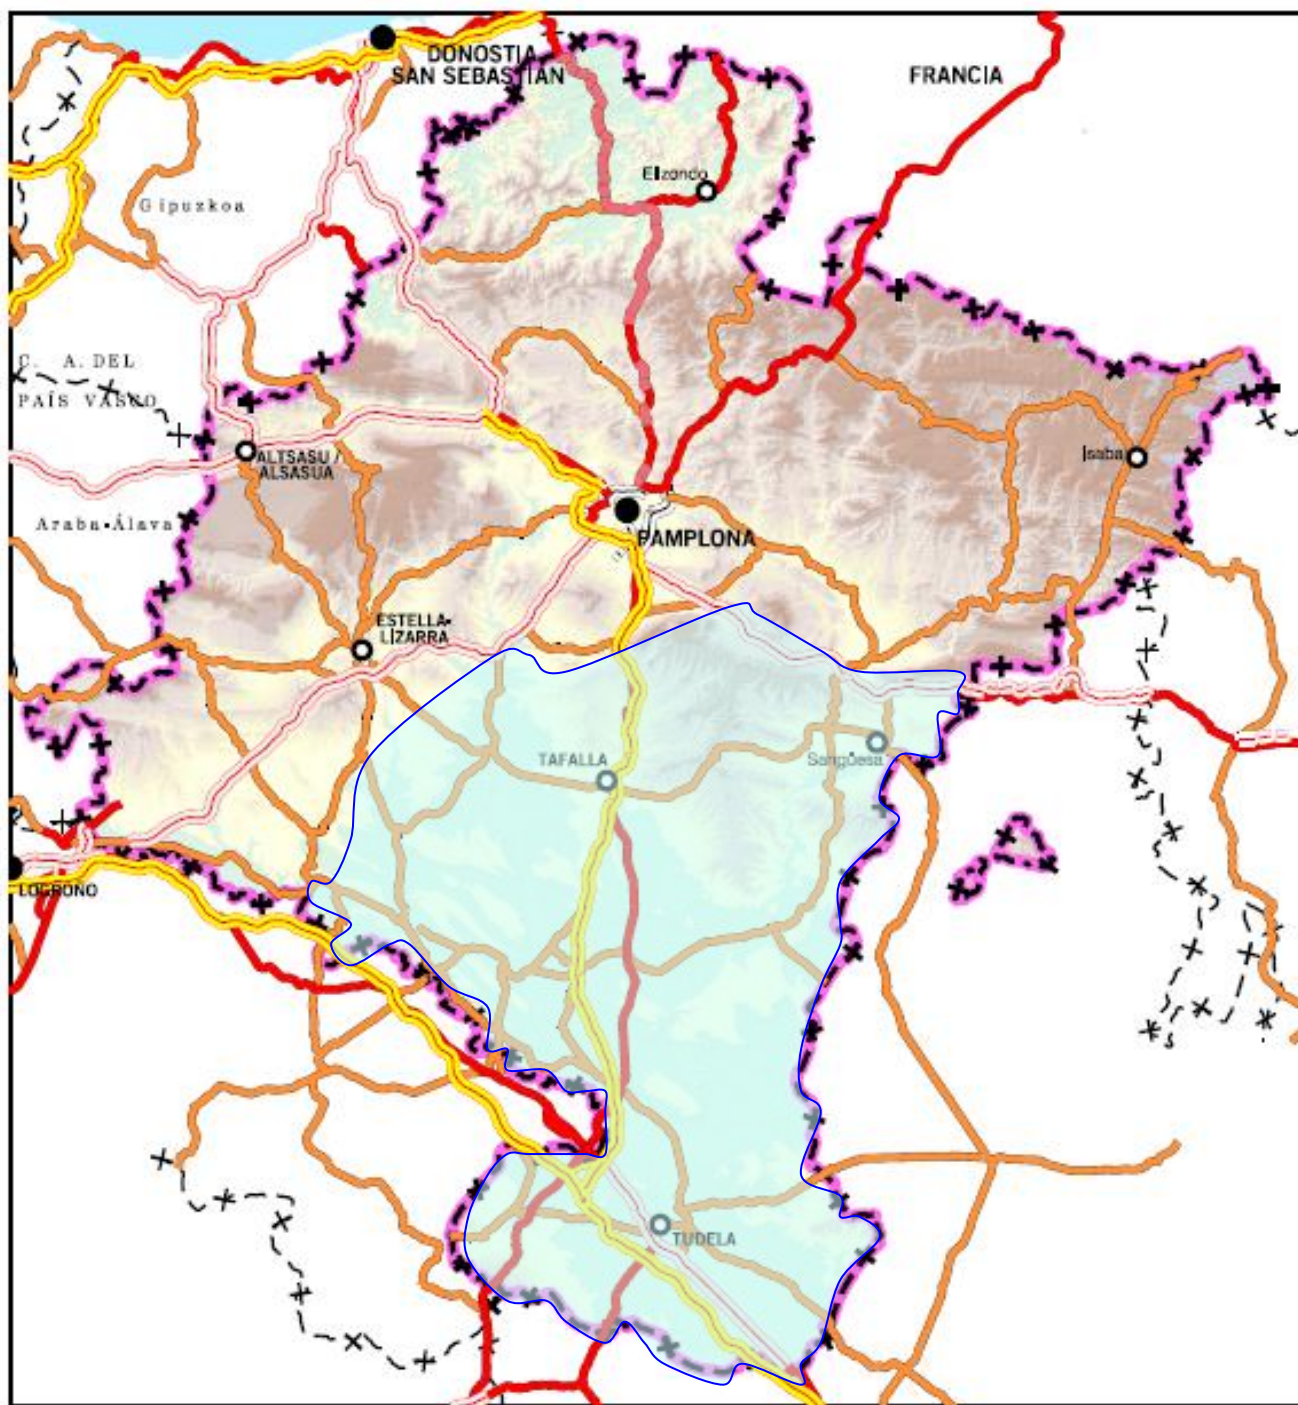 DONOSTIA
SAN SEBASTIÁN
FRANCIA
Elizondo
Gipuzkoa
C. A. DEL
PAÍS VASCO
ALTSASU /
ALSASUA
Isaba
Araba-Álava
PAMPLONA
ESTELLA-
LIZARRA
TAFALLA
Sangüesa
LOGROÑO
TUDELA